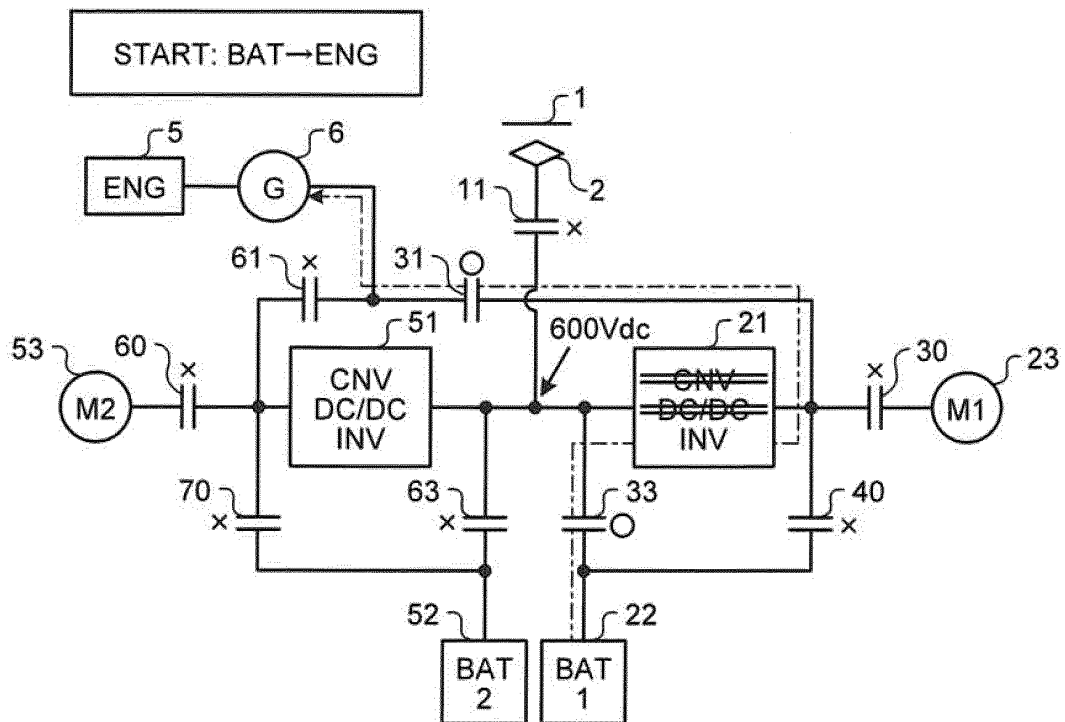 START: BAT→ENG
1
5
6
ENG
G
2
11
×
61
×
31
○
51
600Vdc
21
53
60
×
30
×
23
M2
CNV
DC/DC
INV
CNV
DC/DC
INV
M1
70
×
63
×
33
○
40
×
52
22
BAT
2
BAT
1